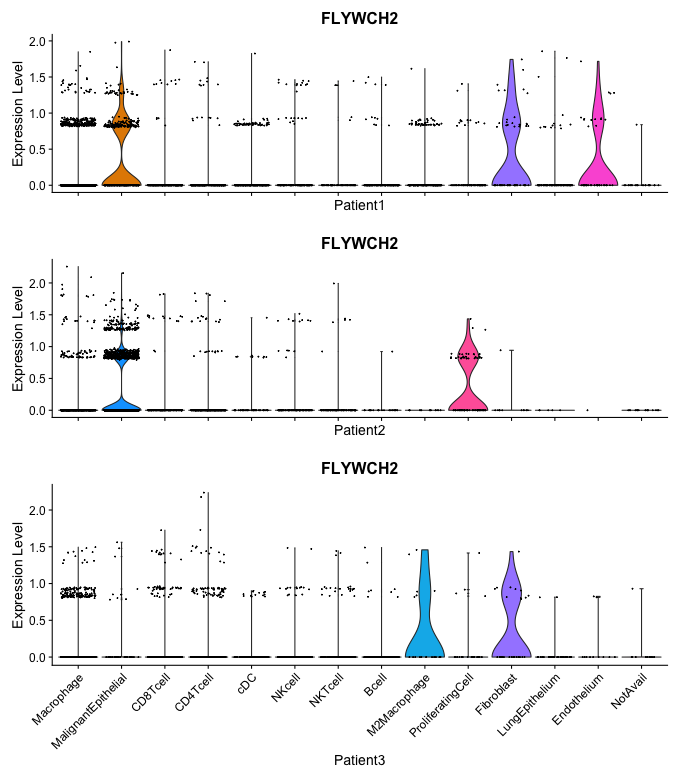 FLYWCH2
Expression Level
2.0
1.5
1.0
0.5
0.0
Patient1
FLYWCH2
Expression Level
2.0
1.5
1.0
0.5
0.0
Patient2
FLYWCH2
Expression Level
2.0
1.5
1.0
0.5
0.0
Macrophage
MalignantEpithelial
CD8Tcell
CD4Tcell
cDC
NKcell
NKTcell
Bcell
M2Macrophage
ProliferatingCell
Fibroblast
LungEpithelium
Endothelium
NotAvail
Patient3